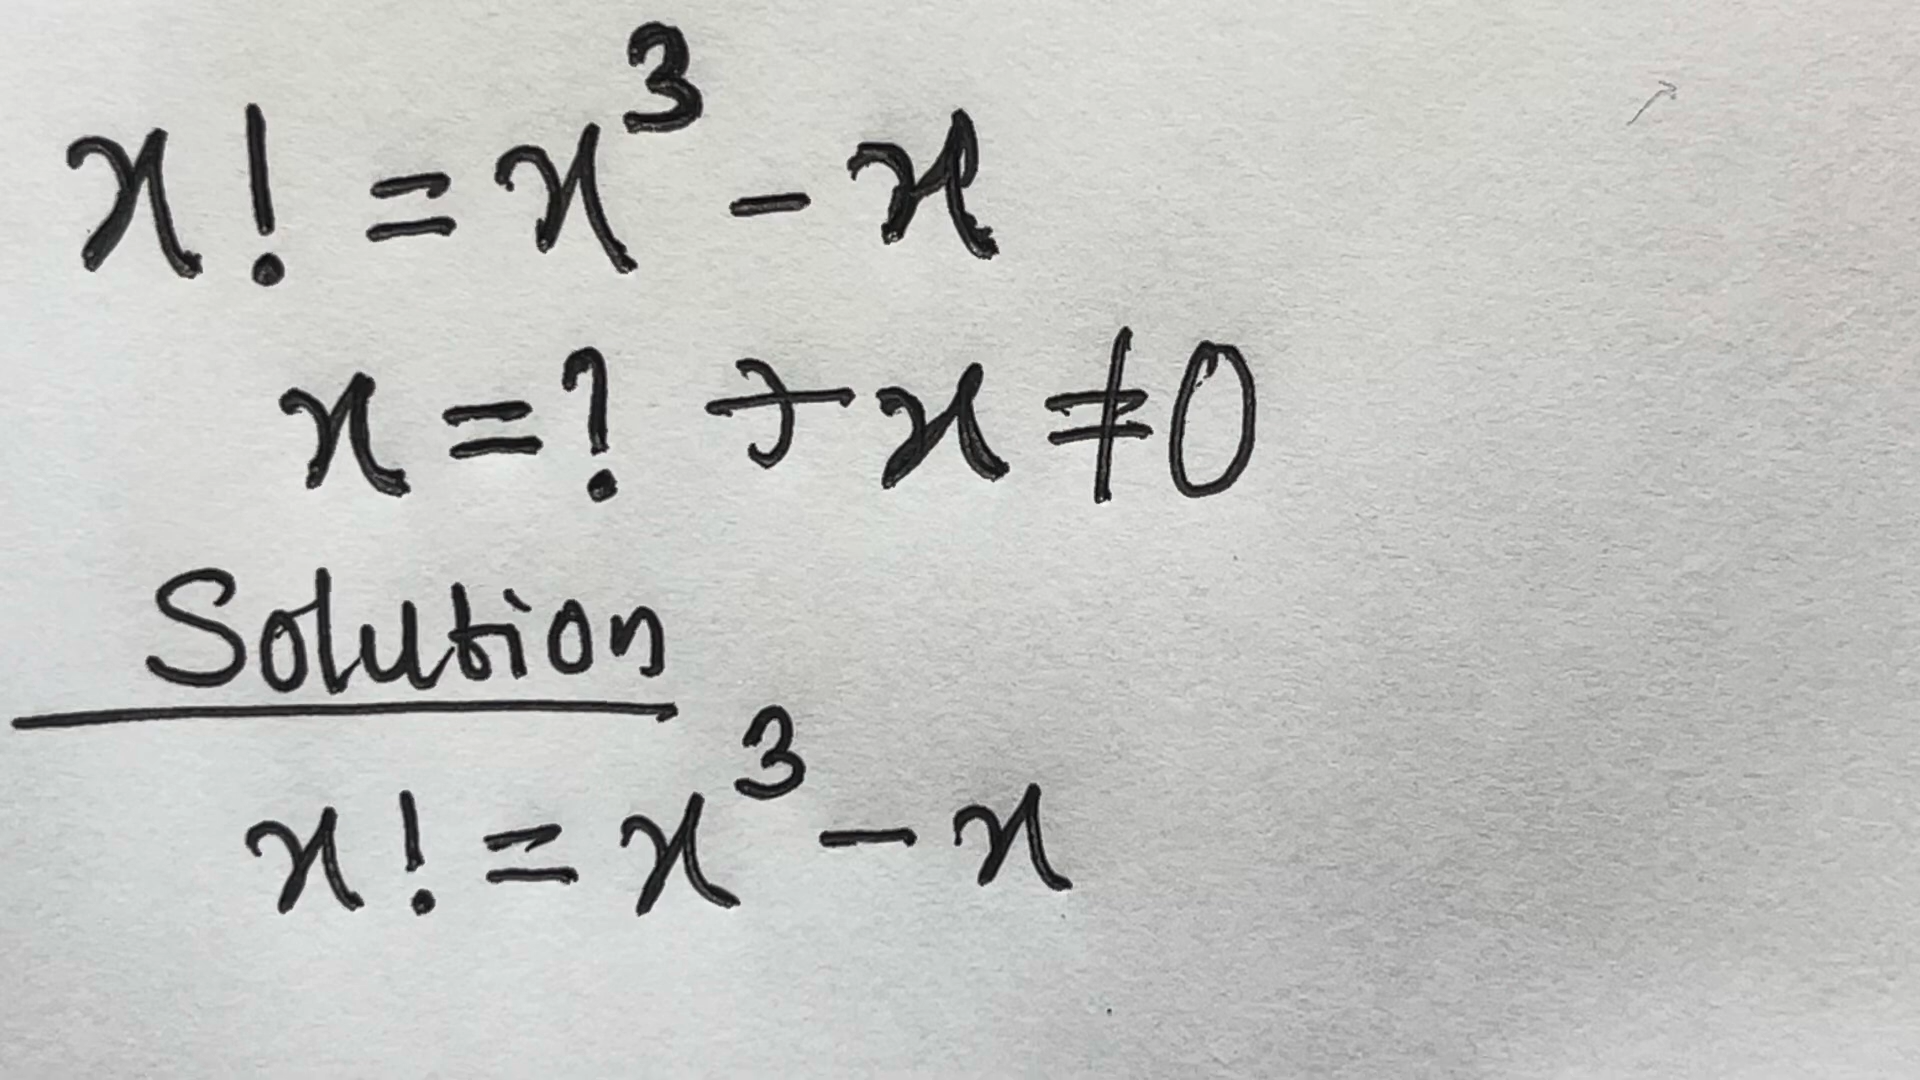 x! = x³ - x
x = ?, x ≠ 0
Solution
x! = x³ - x